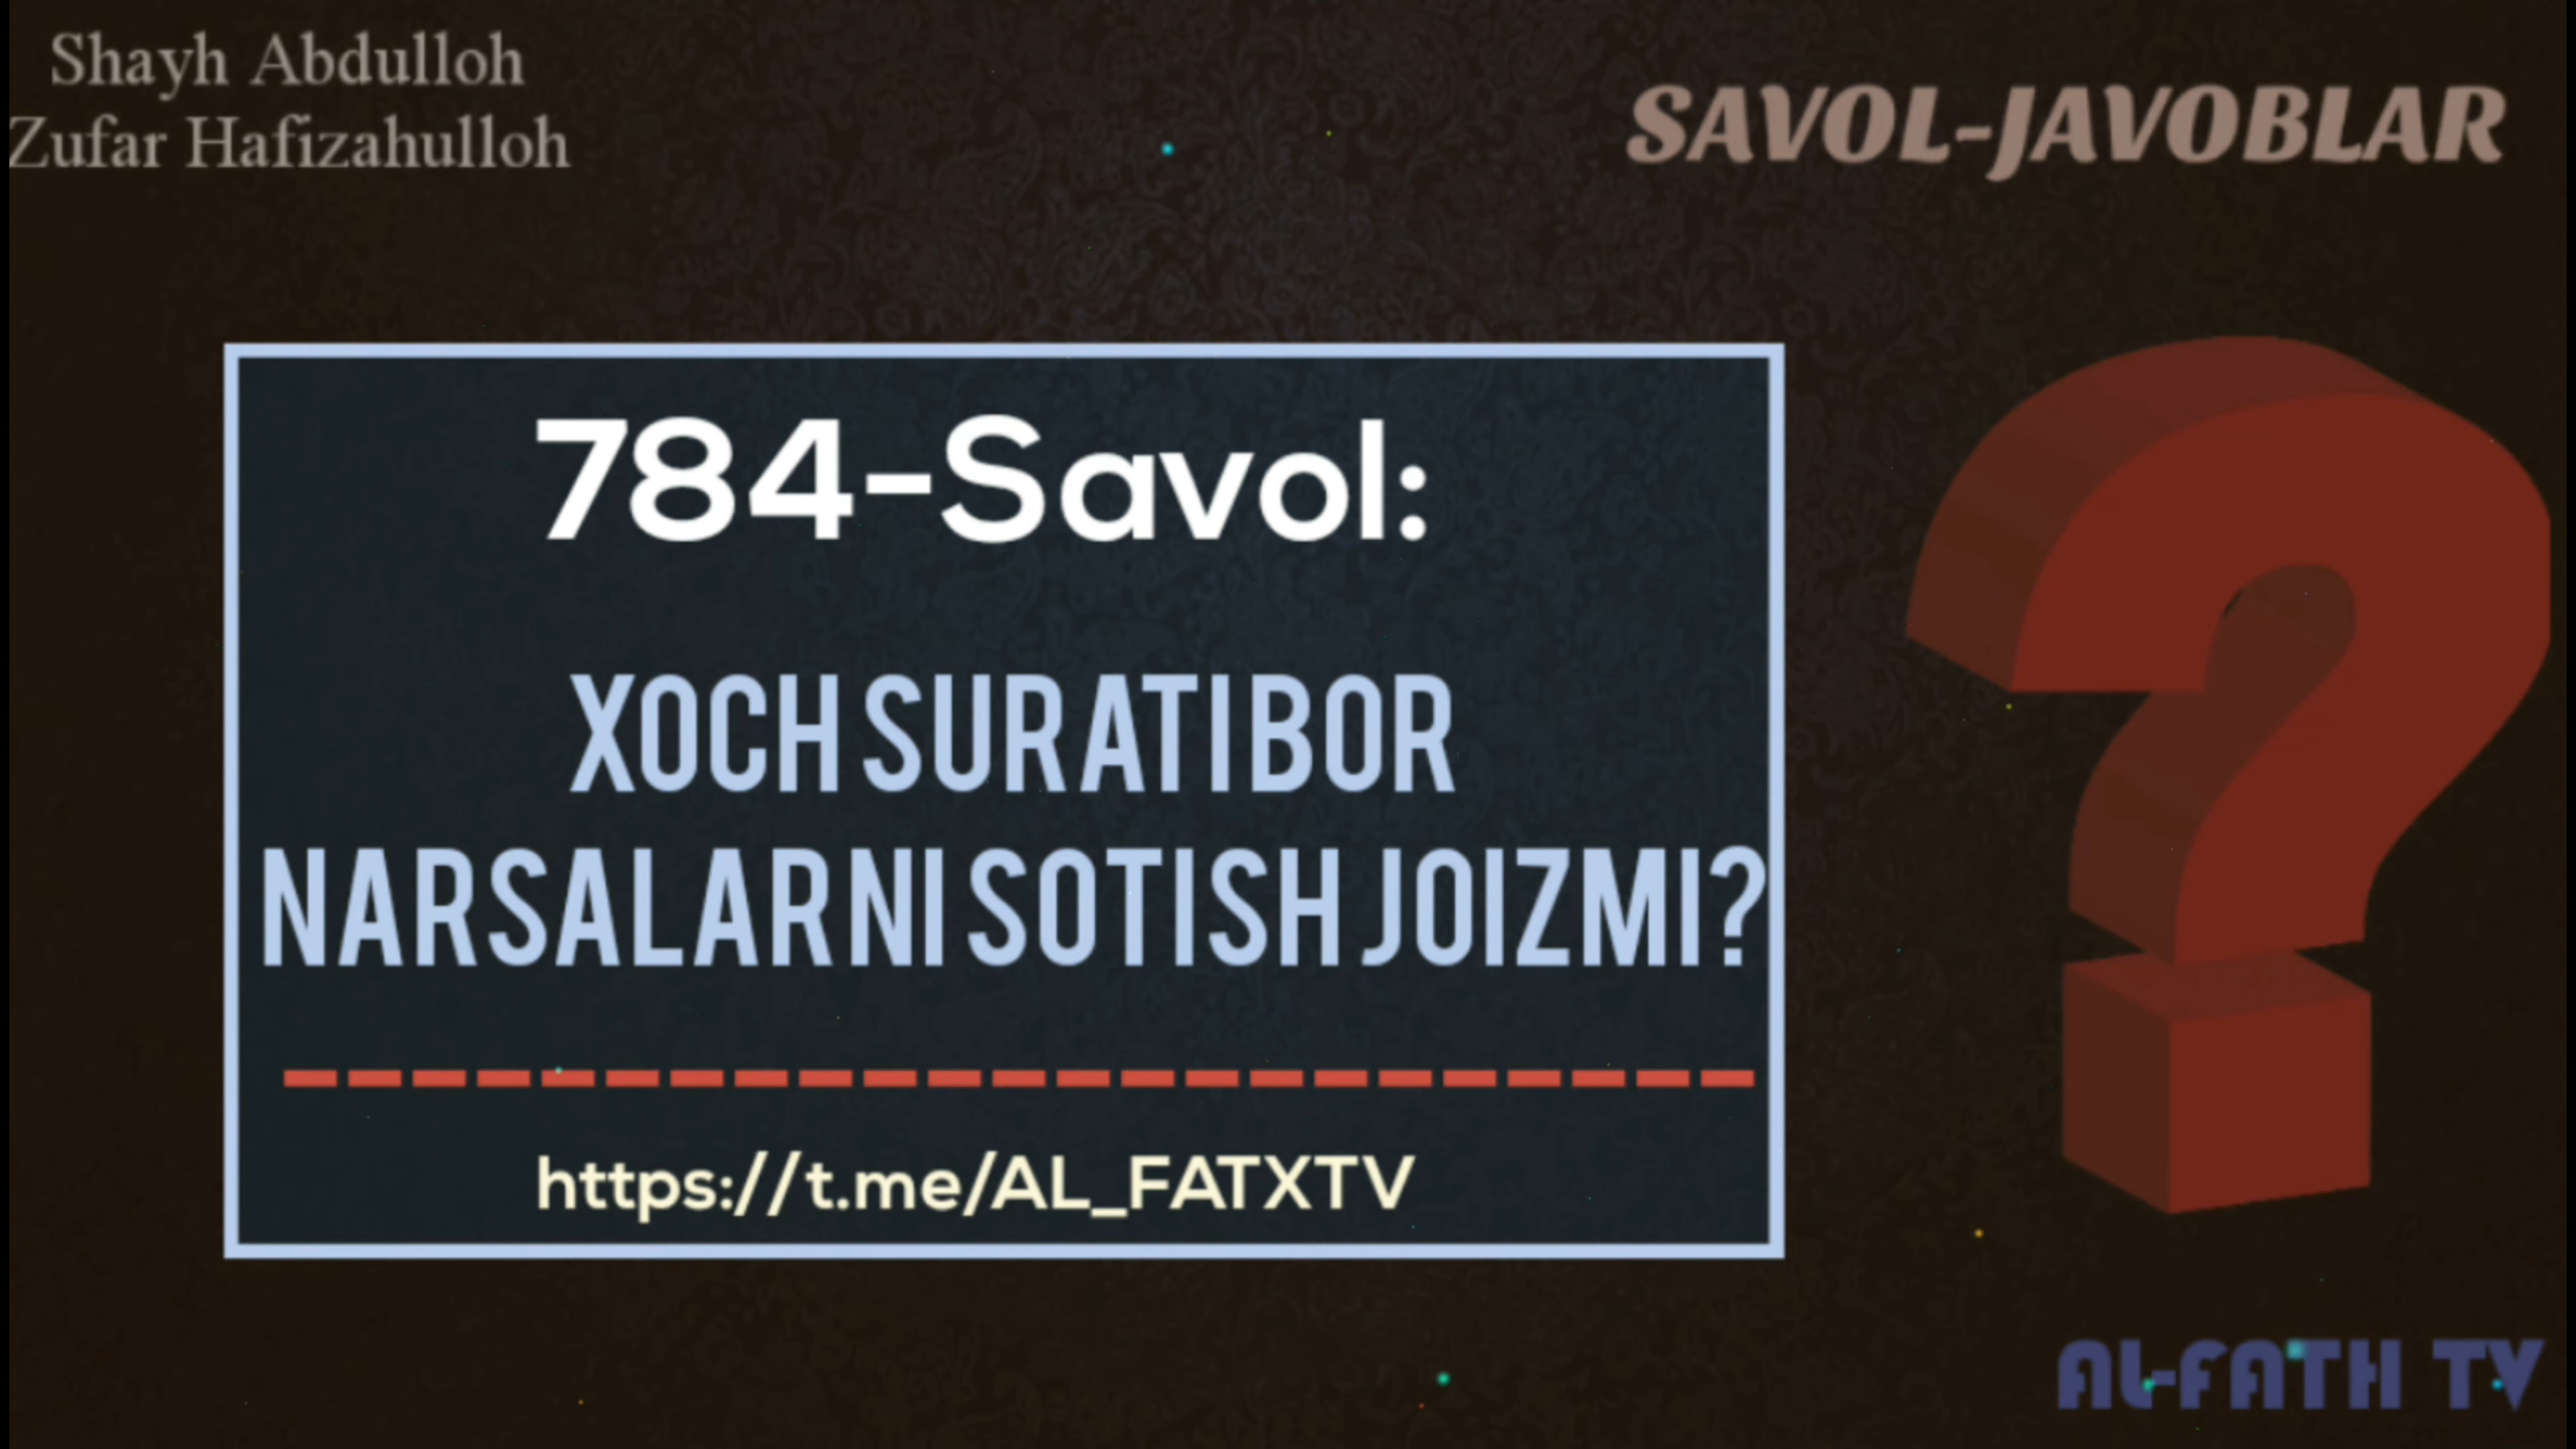 Shayh Abdulloh
Zufar Hafizahulloh
SAVOL-JAVOBLAR
784-Savol:
XOCH SURATI BOR
NARSALARNI SOTISH JOIZMI?
https://t.me/AL_FATXTV
AL-FATH TV